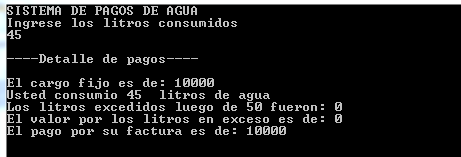 SISTEMA DE PAGOS DE AGUA
Ingrese los litros consumidos
45
----Detalle de pagos----
El cargo fijo es de: 10000
Usted consumio 45  litros de agua
Los litros excedidos luego de 50 fueron: 0
El valor por los litros en exceso es de: 0
El pago por su factura es de: 10000